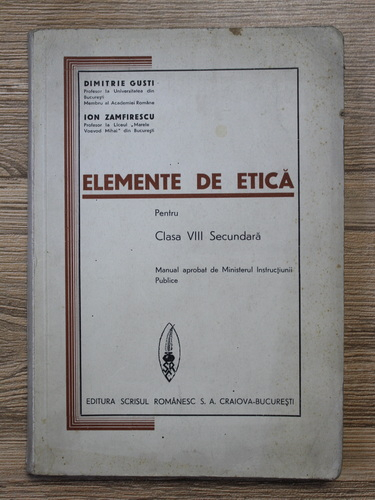 DIMITRIE GUSTI
Profesor la Universitatea din
București
Membru al Academiei Române
ION ZAMFIRESCU
Profesor la Liceul „Marele
Voevod Mihai" din București
ELEMENTE DE ETICĂ
Pentru
Clasa VIII Secundară
Manual aprobat de Ministerul Instrucțiunii
Publice
EDITURA SCRISUL ROMÂNESC S. A. CRAIOVA-BUCUREȘTI